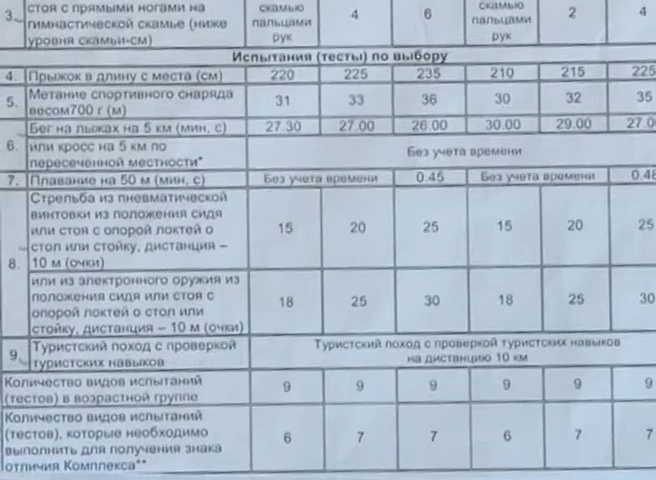 3. стоя с прямыми ногами на гимнастической скамье (ниже уровня скамьи-см) скамью пальцами рук 4 6 скамью пальцами рук 2 4
Испытания (тесты) по выбору
4. Прыжок в длину с места (см) 220 225 235 210 215 225
5. Метание спортивного снаряда весом700 г (м) 31 33 36 30 32 35
6. Бег на лыжах на 5 км (мин, с) 27.30 27.00 26.00 30.00 29.00 27.0
или кросс на 5 км по пересеченной местности* Без учета времени
7. Плавание на 50 м (мин, с) Без учета времени 0.45 Без учета времени 0.48
8. Стрельба из пневматической винтовки из положения сидя или стоя с опорой локтей о стол или стойку, дистанция – 10 м (очки) 15 20 25 15 20 25
или из электронного оружия из положения сидя или стоя с опорой локтей о стол или стойку, дистанция – 10 м (очки) 18 25 30 18 25 30
9. Туристский поход с проверкой туристских навыков Туристский поход с проверкой туристских навыков на дистанцию 10 км
Количество видов испытаний (тестов) в возрастной группе 9 9 9 9 9 9
Количество видов испытаний (тестов), которые необходимо выполнить для получения знака отличия Комплекса** 6 7 7 6 7 7